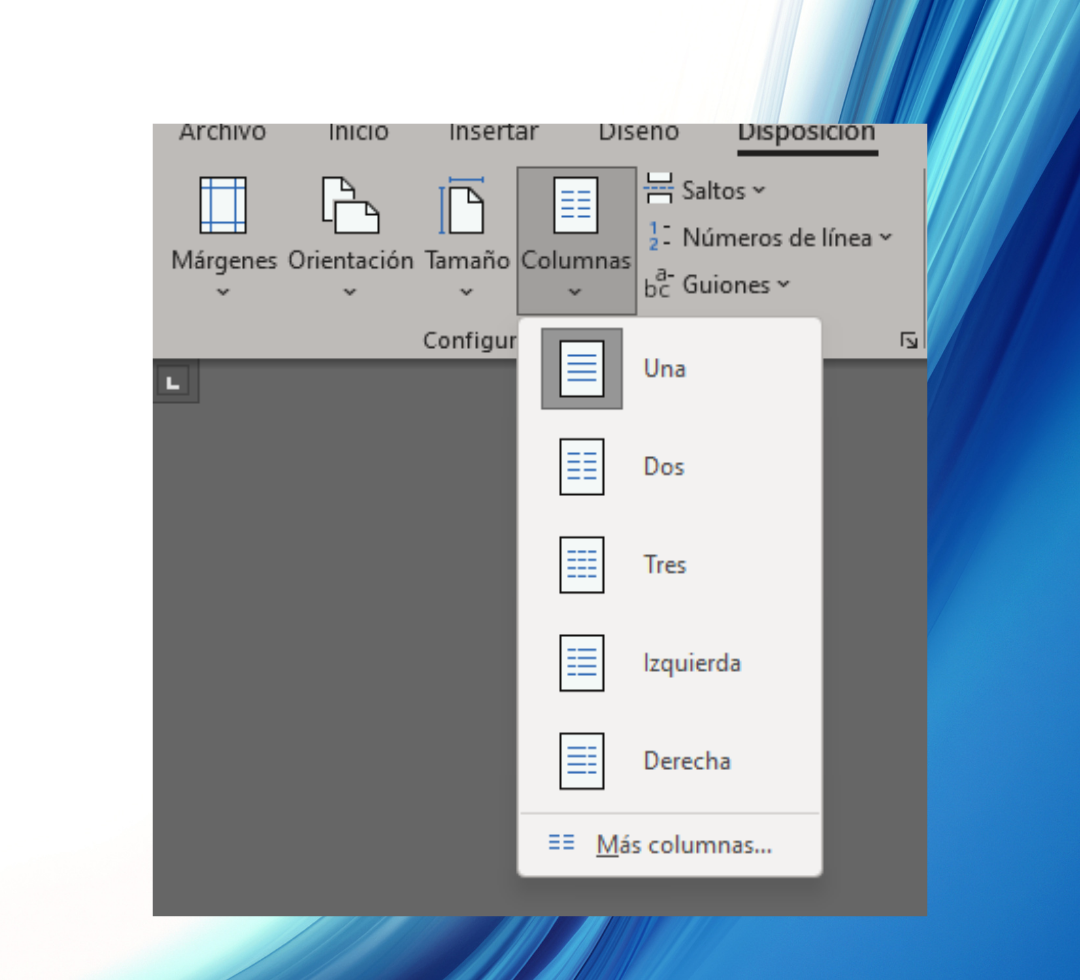 Archivo Inicio Insertar Diseño Disposición
Márgenes Orientación Tamaño Columnas
Saltos
Números de línea
Guiones
Configur
Una
Dos
Tres
Izquierda
Derecha
Más columnas...